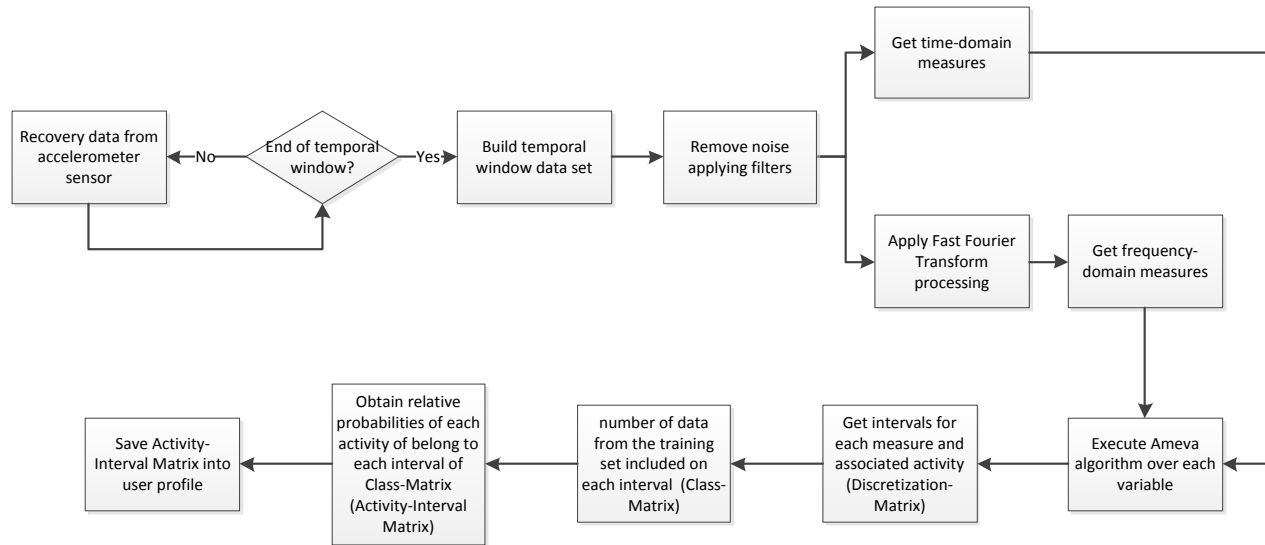 Get time-domain
measures
Recovery data from
accelerometer
sensor
No
End of temporal
window?
Yes
Build temporal
window data set
Remove noise
applying filters
Apply Fast Fourier
Transform
processing
Get frequency-
domain measures
Save Activity-
Interval Matrix into
user profile
Obtain relative
probabilities of each
activity of belong to
each interval of
Class-Matrix
(Activity-Interval
Matrix)
number of data
from the training
set included on
each interval (Class-
Matrix)
Get intervals for
each measure and
associated activity
(Discretization-
Matrix)
Execute Ameva
algorithm over each
variable